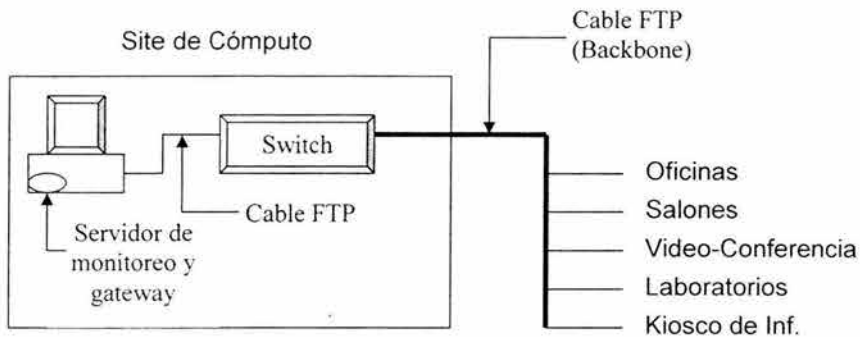 Site de Cómputo
Cable FTP
(Backbone)
Switch
Cable FTP
Servidor de
monitoreo y
gateway
Oficinas
Salones
Video-Conferencia
Laboratorios
Kiosco de Inf.